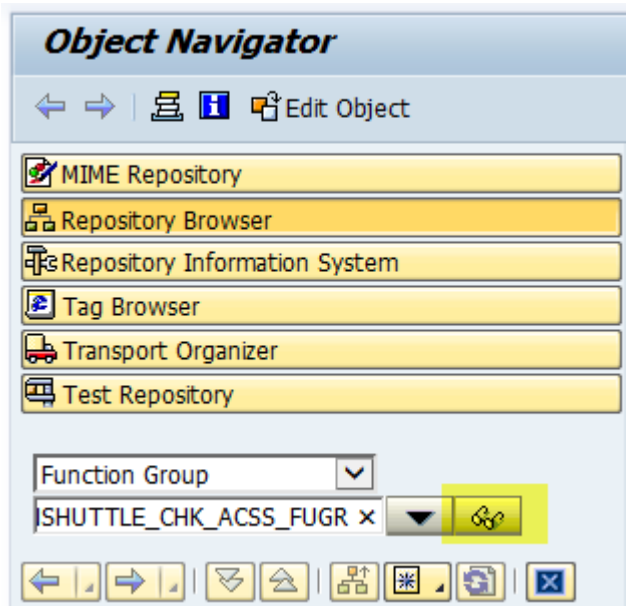 Object Navigator
Edit Object
MIME Repository
Repository Browser
Repository Information System
Tag Browser
Transport Organizer
Test Repository
Function Group
ISHUTTLE_CHK_ACSS_FUGR